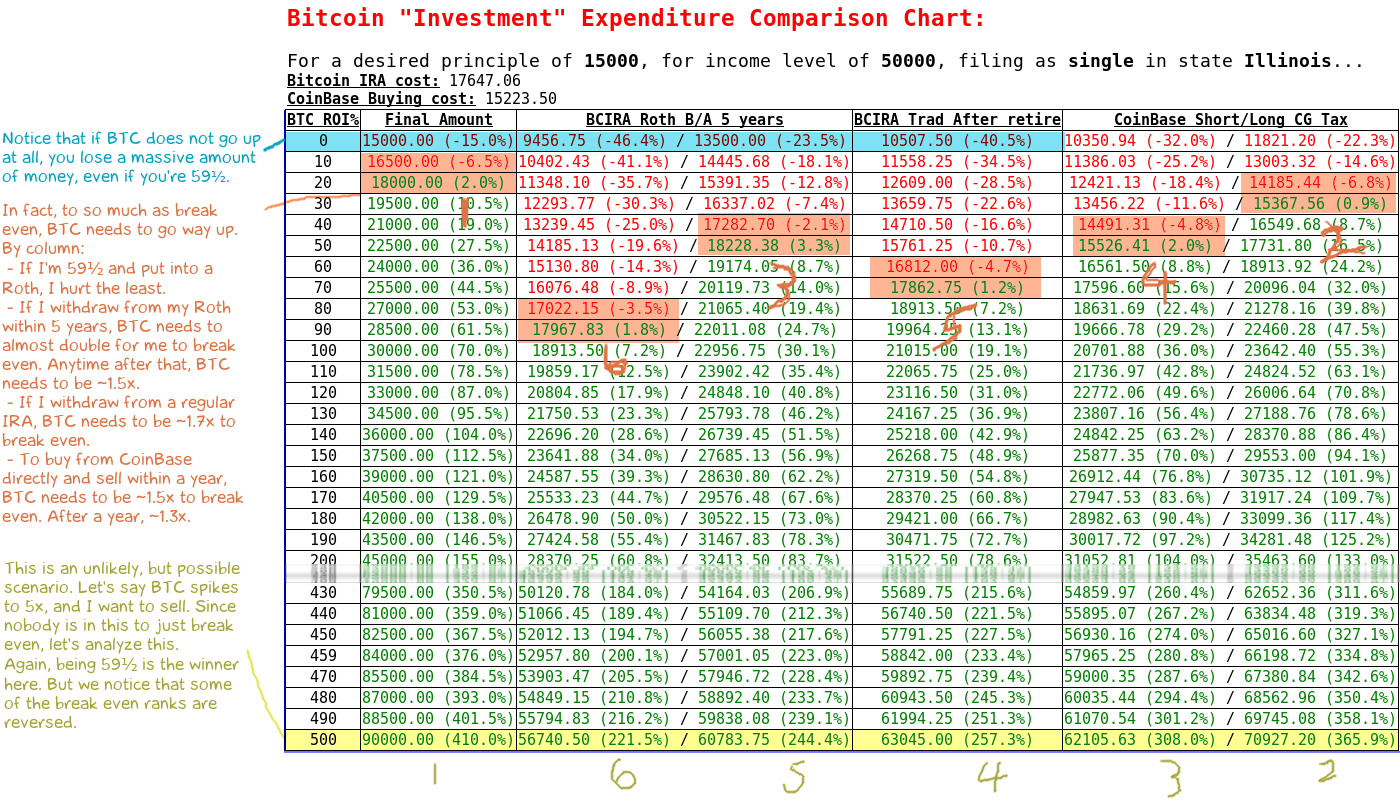 Bitcoin "Investment" Expenditure Comparison Chart:
For a desired principle of 15000, for income level of 50000, filing as single in state Illinois...
Bitcoin IRA cost: 17647.06
CoinBase Buying cost: 15223.50
BTC ROI% Final Amount BCIRA Roth B/A 5 years BCIRA Trad After retire CoinBase Short/Long CG Tax
0 15000.00 (-15.0%) 9456.75 (-46.4%) / 13500.00 (-23.5%) 10507.50 (-40.5%) 10350.94 (-32.0%) / 11821.20 (-22.3%)
10 16500.00 (-6.5%) 10402.43 (-41.1%) / 14445.68 (-18.1%) 11558.25 (-34.5%) 11386.03 (-25.2%) / 13003.32 (-14.6%)
20 18000.00 (2.0%) 11348.10 (-35.7%) / 15391.35 (-12.8%) 12609.00 (-28.5%) 12421.13 (-18.4%) / 14185.44 (-6.8%)
30 19500.00 (10.5%) 12293.77 (-30.3%) / 16337.02 (-7.4%) 13659.75 (-22.6%) 13456.22 (-11.6%) / 15367.56 (0.9%)
40 21000.00 (19.0%) 13239.45 (-25.0%) / 17282.70 (-2.1%) 14710.50 (-16.6%) 14491.31 (-4.8%) / 16549.68 (8.7%)
50 22500.00 (27.5%) 14185.13 (-19.6%) / 18228.38 (3.3%) 15761.25 (-10.7%) 15526.41 (2.0%) / 17731.80 (16.5%)
60 24000.00 (36.0%) 15130.80 (-14.3%) / 19174.05 (8.7%) 16812.00 (-4.7%) 16561.50 (8.8%) / 18913.92 (24.2%)
70 25500.00 (44.5%) 16076.48 (-8.9%) / 20119.73 (14.0%) 17862.75 (1.2%) 17596.60 (15.6%) / 20096.04 (32.0%)
80 27000.00 (53.0%) 17022.15 (-3.5%) / 21065.40 (19.4%) 18913.50 (7.2%) 18631.69 (22.4%) / 21278.16 (39.8%)
90 28500.00 (61.5%) 17967.83 (1.8%) / 22011.08 (24.7%) 19964.25 (13.1%) 19666.78 (29.2%) / 22460.28 (47.5%)
100 30000.00 (70.0%) 18913.50 (7.2%) / 22956.75 (30.1%) 21015.00 (19.1%) 20701.88 (36.0%) / 23642.40 (55.3%)
110 31500.00 (78.5%) 19859.17 (12.5%) / 23902.42 (35.4%) 22065.75 (25.0%) 21736.97 (42.8%) / 24824.52 (63.1%)
120 33000.00 (87.0%) 20804.85 (17.9%) / 24848.10 (40.8%) 23116.50 (31.0%) 22772.06 (49.6%) / 26006.64 (70.8%)
130 34500.00 (95.5%) 21750.53 (23.3%) / 25793.78 (46.2%) 24167.25 (36.9%) 23807.16 (56.4%) / 27188.76 (78.6%)
140 36000.00 (104.0%) 22696.20 (28.6%) / 26739.45 (51.5%) 25218.00 (42.9%) 24842.25 (63.2%) / 28370.88 (86.4%)
150 37500.00 (112.5%) 23641.88 (34.0%) / 27685.13 (56.9%) 26268.75 (48.9%) 25877.35 (70.0%) / 29553.00 (94.1%)
160 39000.00 (121.0%) 24587.55 (39.3%) / 28630.80 (62.2%) 27319.50 (54.8%) 26912.44 (76.8%) / 30735.12 (101.9%)
170 40500.00 (129.5%) 25533.23 (44.7%) / 29576.48 (67.6%) 28370.25 (60.8%) 27947.53 (83.6%) / 31917.24 (109.7%)
180 42000.00 (138.0%) 26478.90 (50.0%) / 30522.15 (73.0%) 29421.00 (66.7%) 28982.63 (90.4%) / 33099.36 (117.4%)
190 43500.00 (146.5%) 27424.58 (55.4%) / 31467.83 (78.3%) 30471.75 (72.7%) 30017.72 (97.2%) / 34281.48 (125.2%)
200 45000.00 (155.0%) 28370.25 (60.8%) / 32413.50 (83.7%) 31522.50 (78.6%) 31052.81 (104.0%) / 35463.60 (133.0%)
430 79500.00 (350.5%) 50120.78 (184.0%) / 54164.03 (206.9%) 55689.75 (215.6%) 54859.97 (260.4%) / 62652.36 (311.6%)
440 81000.00 (359.0%) 51066.45 (189.4%) / 55109.70 (212.3%) 56740.50 (221.5%) 55895.07 (267.2%) / 63834.48 (319.3%)
450 82500.00 (367.5%) 52012.13 (194.7%) / 56055.38 (217.6%) 57791.25 (227.5%) 56930.16 (274.0%) / 65016.60 (327.1%)
459 84000.00 (376.0%) 52957.80 (200.1%) / 57001.05 (223.0%) 58842.00 (233.4%) 57965.25 (280.8%) / 66198.72 (334.8%)
470 85500.00 (384.5%) 53903.47 (205.5%) / 57946.72 (228.4%) 59892.75 (239.4%) 59000.35 (287.6%) / 67380.84 (342.6%)
480 87000.00 (393.0%) 54849.15 (210.8%) / 58892.40 (233.7%) 60943.50 (245.3%) 60035.44 (294.4%) / 68562.96 (350.4%)
490 88500.00 (401.5%) 55794.83 (216.2%) / 59838.08 (239.1%) 61994.25 (251.3%) 61070.54 (301.2%) / 69745.08 (358.1%)
500 90000.00 (410.0%) 56740.50 (221.5%) / 60783.75 (244.4%) 63045.00 (257.3%) 62105.63 (308.0%) / 70927.20 (365.9%)
1 6 3 5 4 2
1 6 5 4 3 2
Notice that if BTC does not go up
at all, you lose a massive amount
of money, even if you're 59½.
In fact, to so much as break
even, BTC needs to go way up.
By column:
- If I'm 59½ and put into a
Roth, I hurt the least.
- If I withdraw from my Roth
within 5 years, BTC needs to
almost double for me to break
even. Anytime after that, BTC
needs to be ~1.5x.
- If I withdraw from a regular
IRA, BTC needs to be ~1.7x to
break even.
- To buy from CoinBase
directly and sell within a year,
BTC needs to be ~1.5x to break
even. After a year, ~1.3x.
This is an unlikely, but possible
scenario. Let's say BTC spikes
to 5x, and I want to sell. Since
nobody is in this to just break
even, let's analyze this.
Again, being 59½ is the winner
here. But we notice that some
of the break even ranks are
reversed.